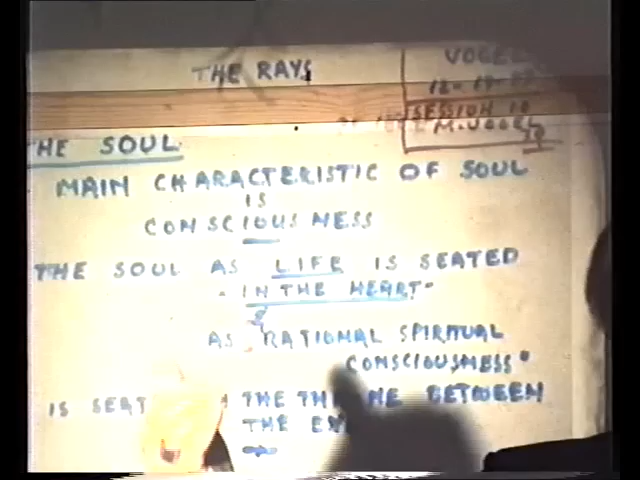 THE RAYS
VOGEL
SESSION 10
M. VOGEL
HE SOUL
MAIN CHARACTERISTIC OF SOUL
IS
CONSCIOUSNESS
THE SOUL AS LIFE IS SEATED
"IN THE HEART"
&
AS RATIONAL SPIRITUAL
CONSCIOUSNESS"
IS SEAT THE BETWEEN
THE